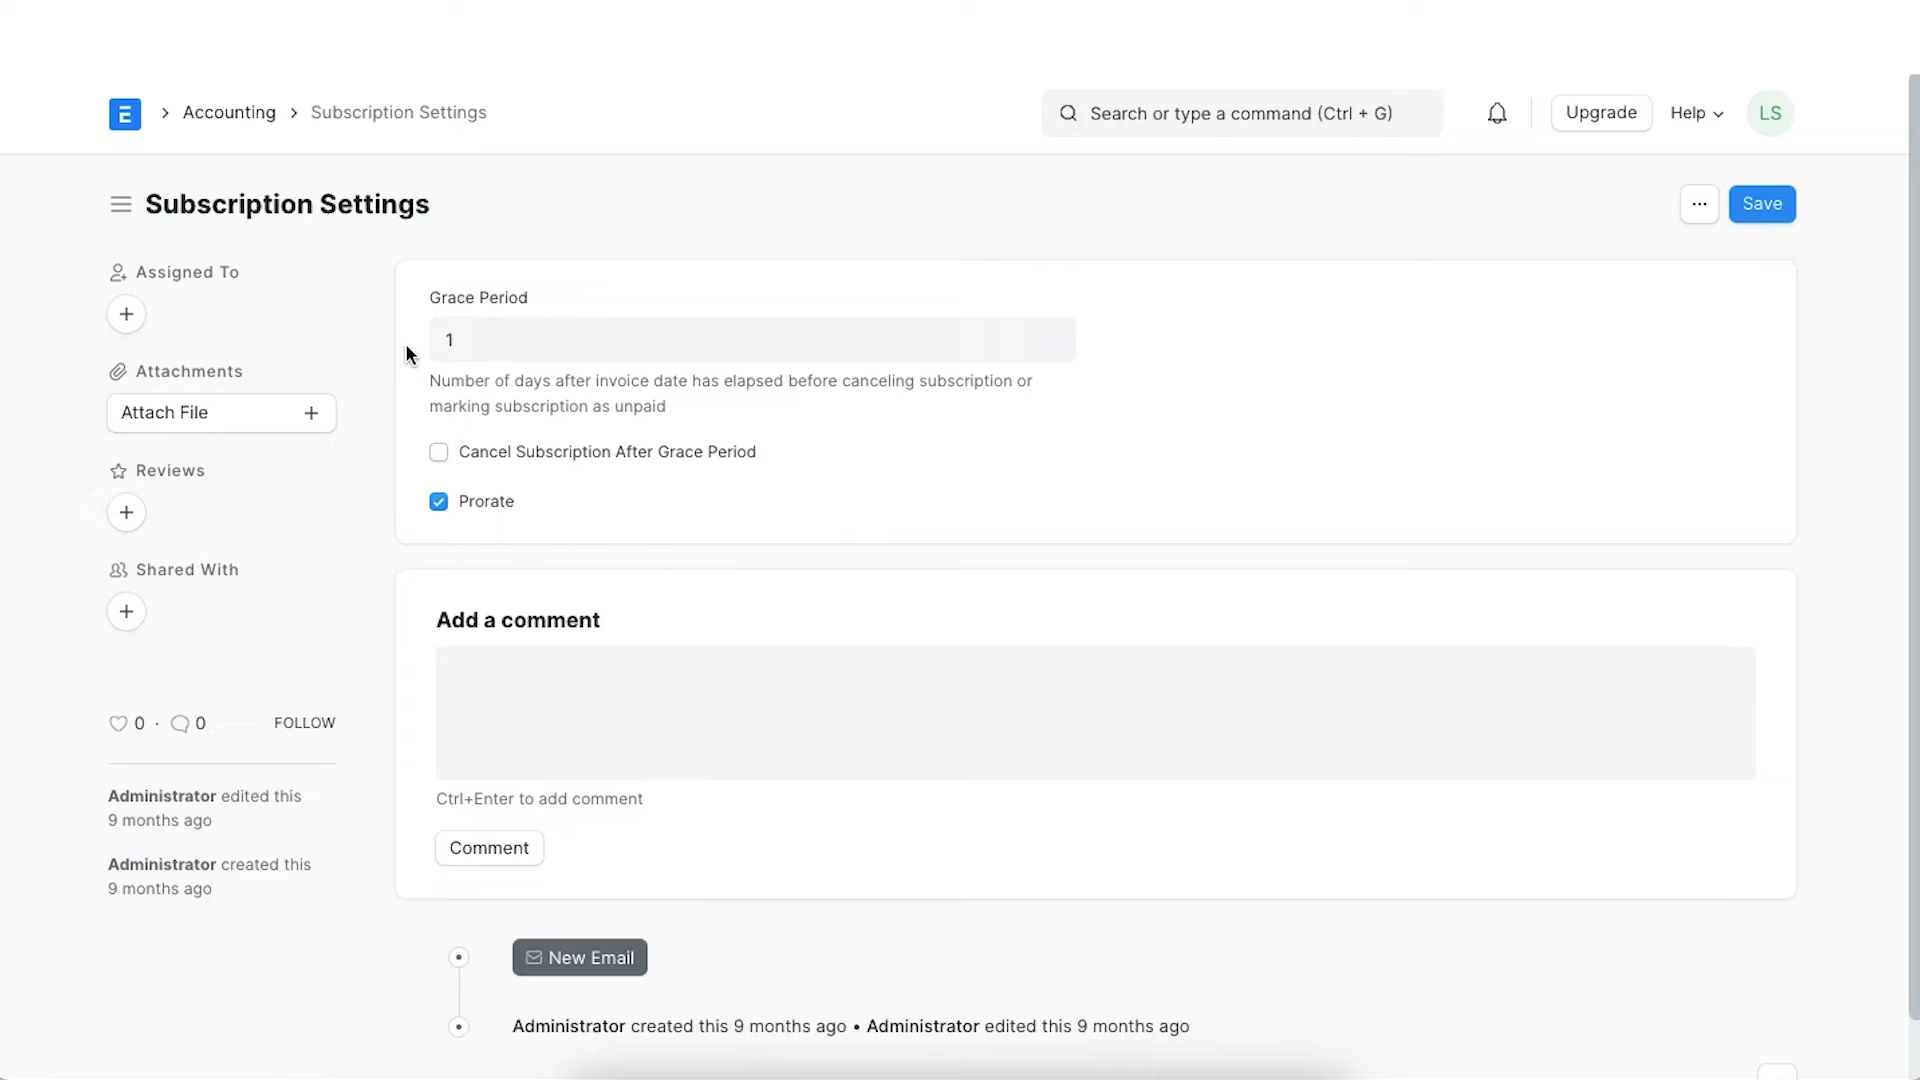 E
Accounting
Subscription Settings
Search or type a command (Ctrl + G)
Upgrade
Help
LS
Subscription Settings
...
Save
Assigned To
Attachments
Attach File
Reviews
Shared With
0 · 0 FOLLOW
Administrator edited this
9 months ago
Administrator created this
9 months ago
Grace Period
1
Number of days after invoice date has elapsed before canceling subscription or
marking subscription as unpaid
Cancel Subscription After Grace Period
Prorate
Add a comment
Ctrl+Enter to add comment
Comment
New Email
Administrator created this 9 months ago • Administrator edited this 9 months ago